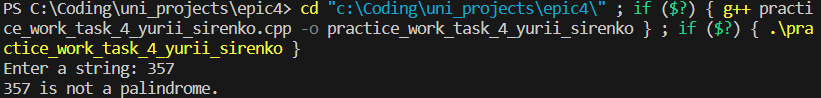 PS C:\Coding\uni_projects\epic4> cd "c:\Coding\uni_projects\epic4\" ; if ($?) { g++ practi
ce_work_task_4_yurii_sirenko.cpp -o practice_work_task_4_yurii_sirenko } ; if ($?) { .\pra
ctice_work_task_4_yurii_sirenko }
Enter a string: 357
357 is not a palindrome.